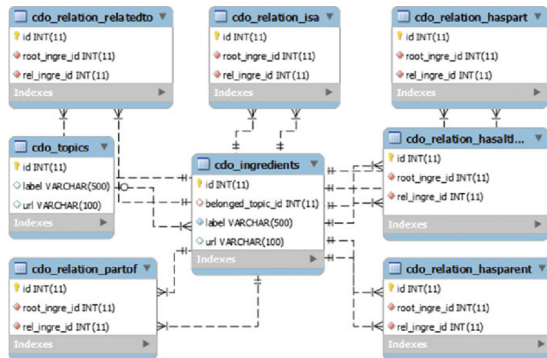 cdo_relation_relatedto
id INT(11)
root_ingre_id INT(11)
rel_ingre_id INT(11)
Indexes
cdo_relation_isa
id INT(11)
root_ingre_id INT(11)
rel_ingre_id INT(11)
Indexes
cdo_relation_haspart
id INT(11)
root_ingre_id INT(11)
rel_ingre_id INT(11)
Indexes
cdo_topics
id INT(11)
label VARCHAR(500)
url VARCHAR(100)
cdo_ingredients
id INT(11)
belonged_topic_id INT(11)
label VARCHAR(500)
url VARCHAR(100)
Indexes
cdo_relation_hasaltl...
id INT(11)
root_ingre_id INT(11)
rel_ingre_id INT(11)
Indexes
cdo_relation_partof
id INT(11)
root_ingre_id INT(11)
rel_ingre_id INT(11)
Indexes
cdo_relation_hasparent
id INT(11)
root_ingre_id INT(11)
rel_ingre_id INT(11)
Indexes